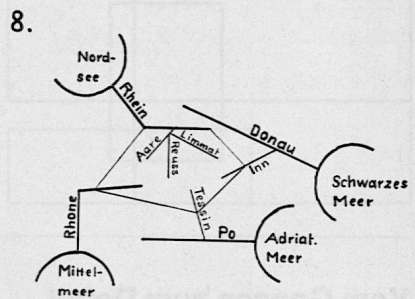 8.
Nord-
see
Rhein
Aare
Reuss
Limmat
Donau
Inn
Schwarzes
Meer
Rhone
Tessin
Po
Adriat.
Meer
Mittel-
meer